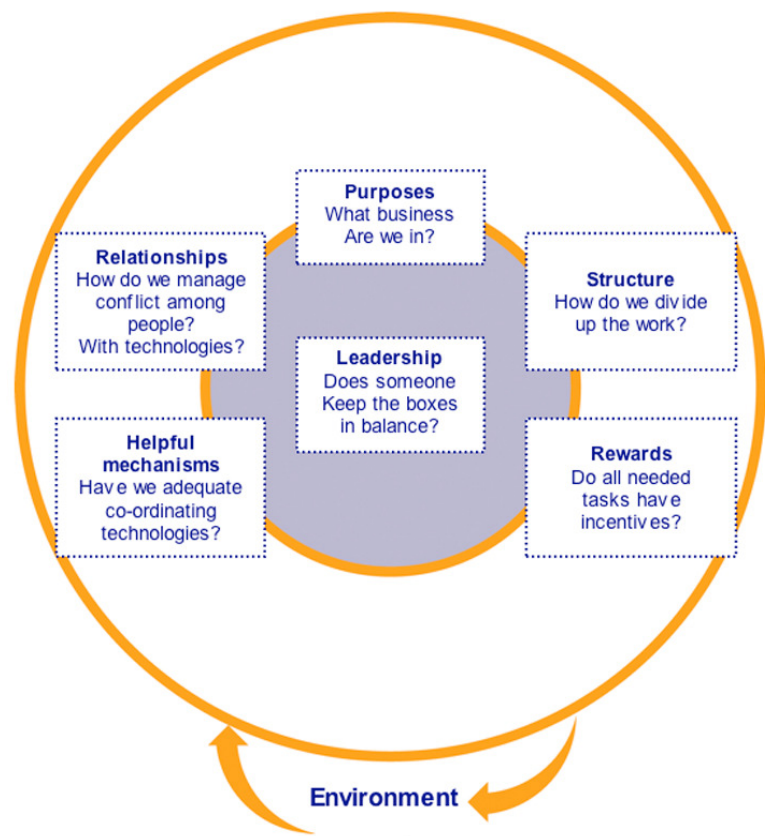 Purposes
What business
Are we in?
Relationships
How do we manage
conflict among
people?
With technologies?
Structure
How do we divide
up the work?
Leadership
Does someone
Keep the boxes
in balance?
Helpful
mechanisms
Have we adequate
co-ordinating
technologies?
Rewards
Do all needed
tasks have
incentives?
Environment